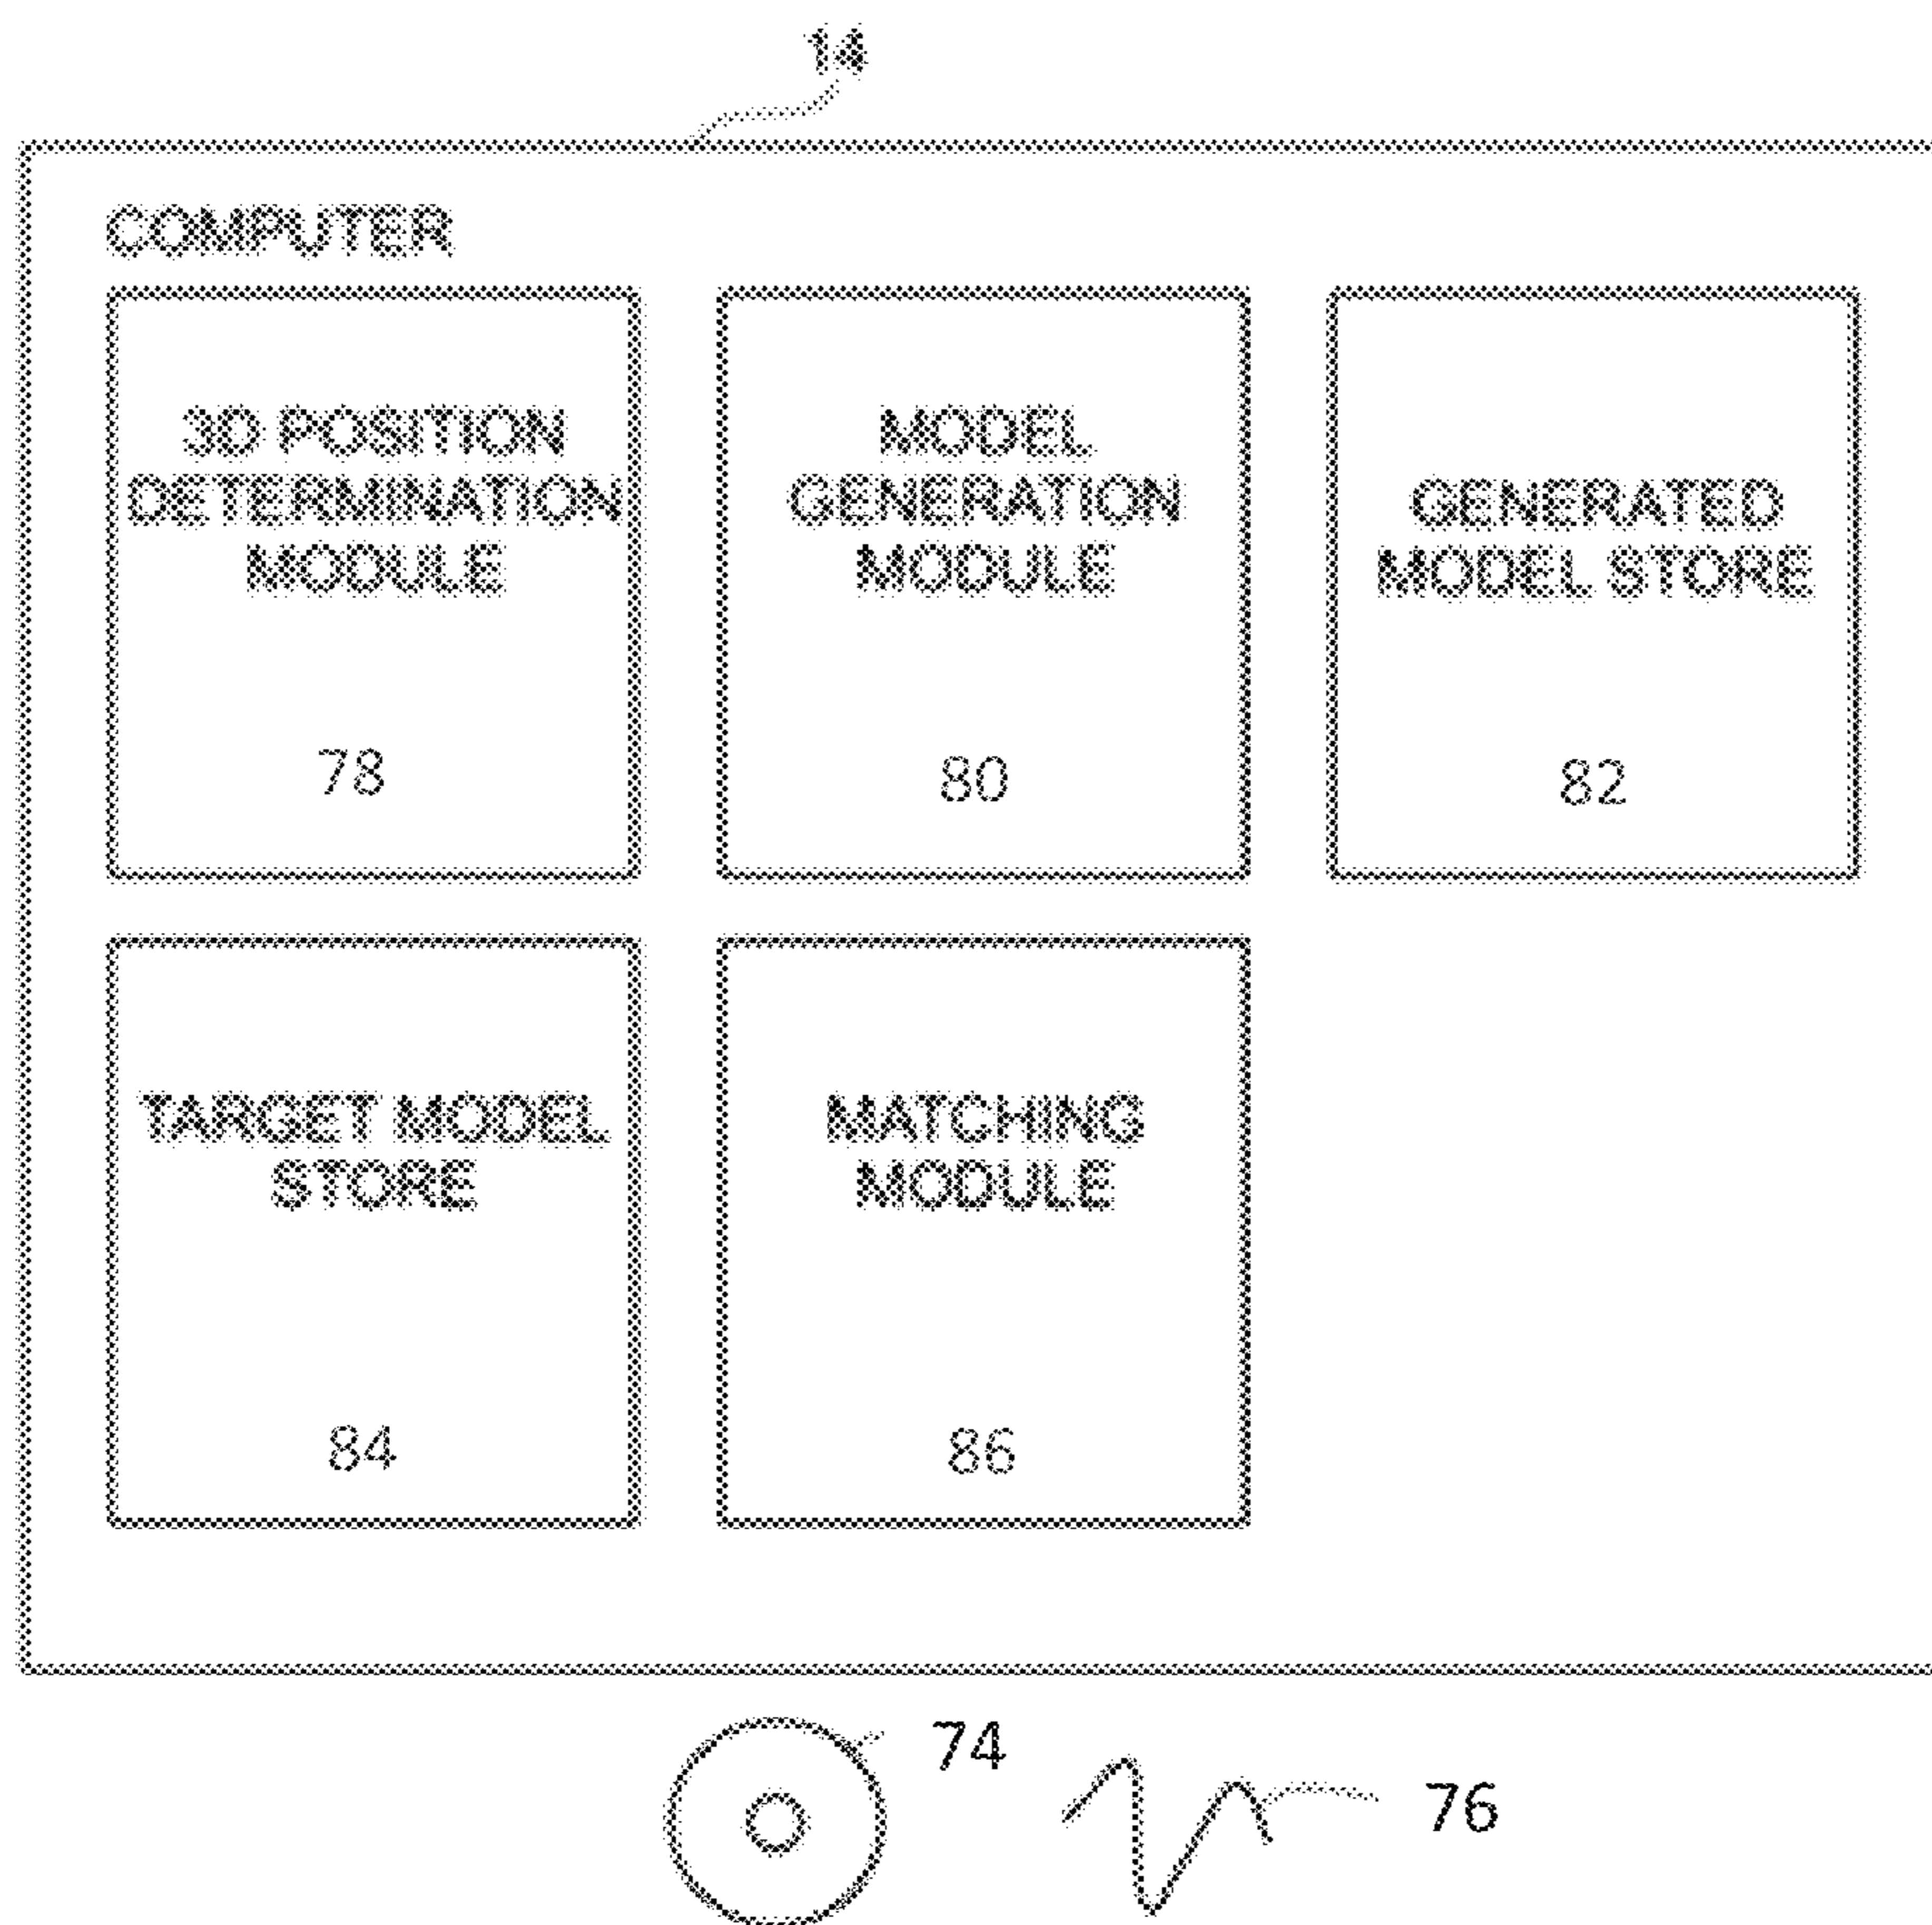 14
COMPUTER
3D POSITION
DETERMINATION
MODULE
78
MODEL
GENERATION
MODULE
80
GENERATED
MODEL STORE
82
TARGET MODEL
STORE
84
MATCHING
MODULE
86
74
76